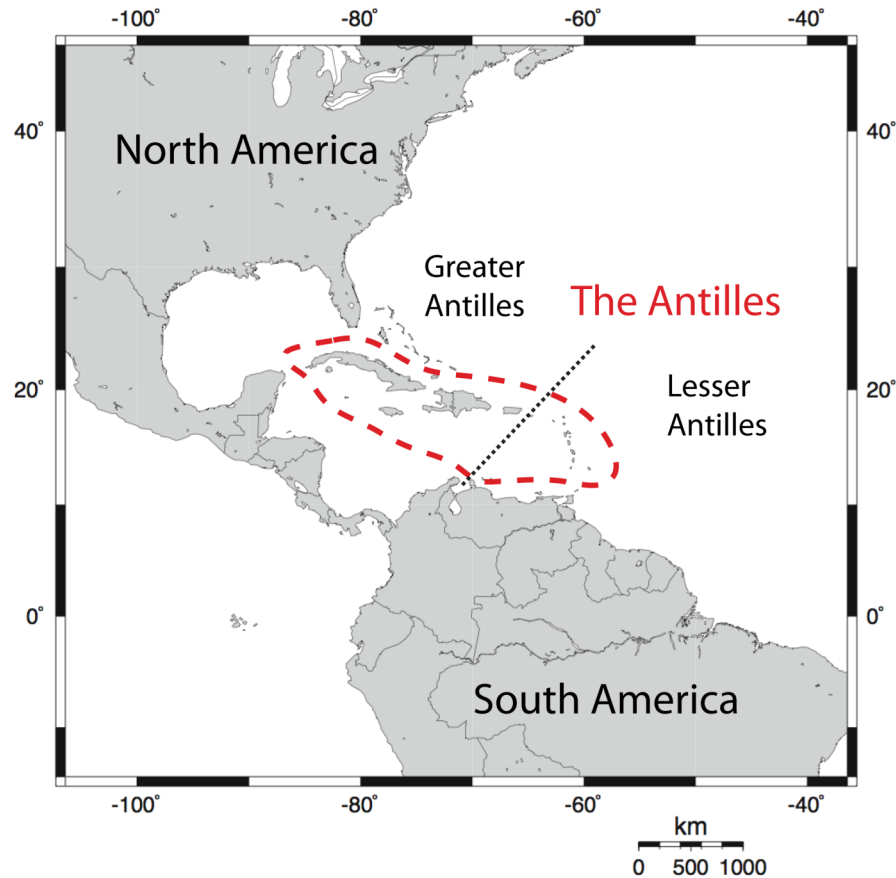 -100° -80° -60° -40°
40° 40°
North America
Greater
Antilles
The Antilles
20° 20°
Lesser
Antilles
0° 0°
South America
-100° -80° -60° -40°
km
0 500 1000